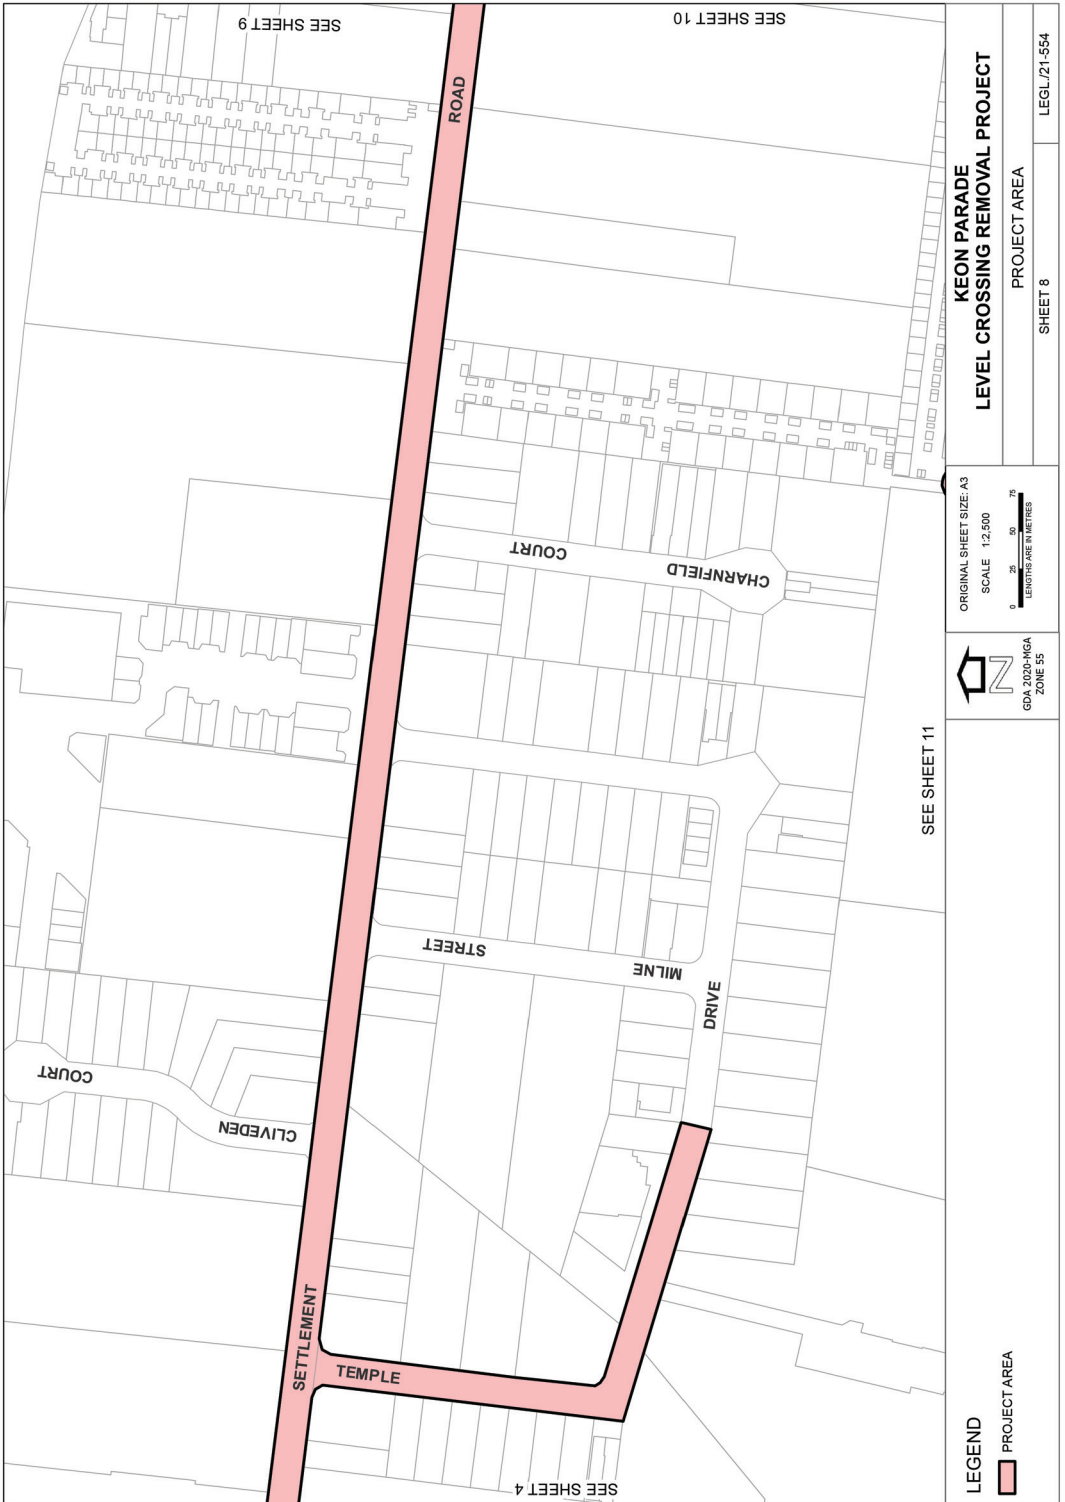 SEE SHEET 9
SEE SHEET 10
ROAD
COURT
CHARNFIELD
STREET
MILNE
DRIVE
COURT
CLIVEDEN
SETTLEMENT
TEMPLE
SEE SHEET 4
SEE SHEET 11
LEGEND
PROJECT AREA
N
GDA 2020-MGA
ZONE 55
ORIGINAL SHEET SIZE: A3
SCALE 1:2,500
0 25 50 75
LENGTHS ARE IN METRES
KEON PARADE
LEVEL CROSSING REMOVAL PROJECT
PROJECT AREA
SHEET 8
LEGL./21-554